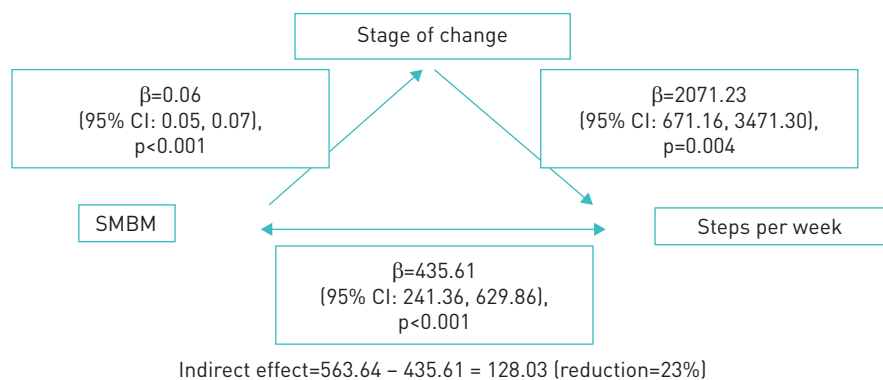 Stage of change
β=0.06
(95% CI: 0.05, 0.07),
p<0.001
β=2071.23
(95% CI: 671.16, 3471.30),
p=0.004
SMBM
Steps per week
β=435.61
(95% CI: 241.36, 629.86),
p<0.001
Indirect effect=563.64 – 435.61 = 128.03 (reduction=23%)